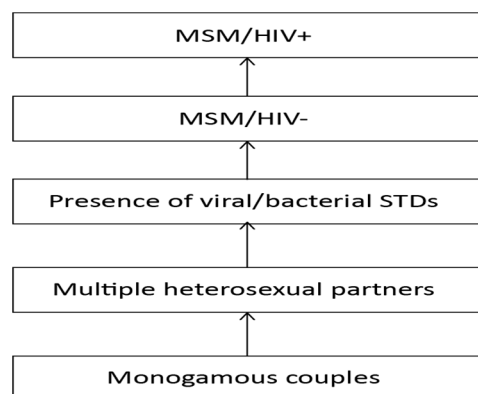 MSM/HIV+
MSM/HIV-
Presence of viral/bacterial STDs
Multiple heterosexual partners
Monogamous couples